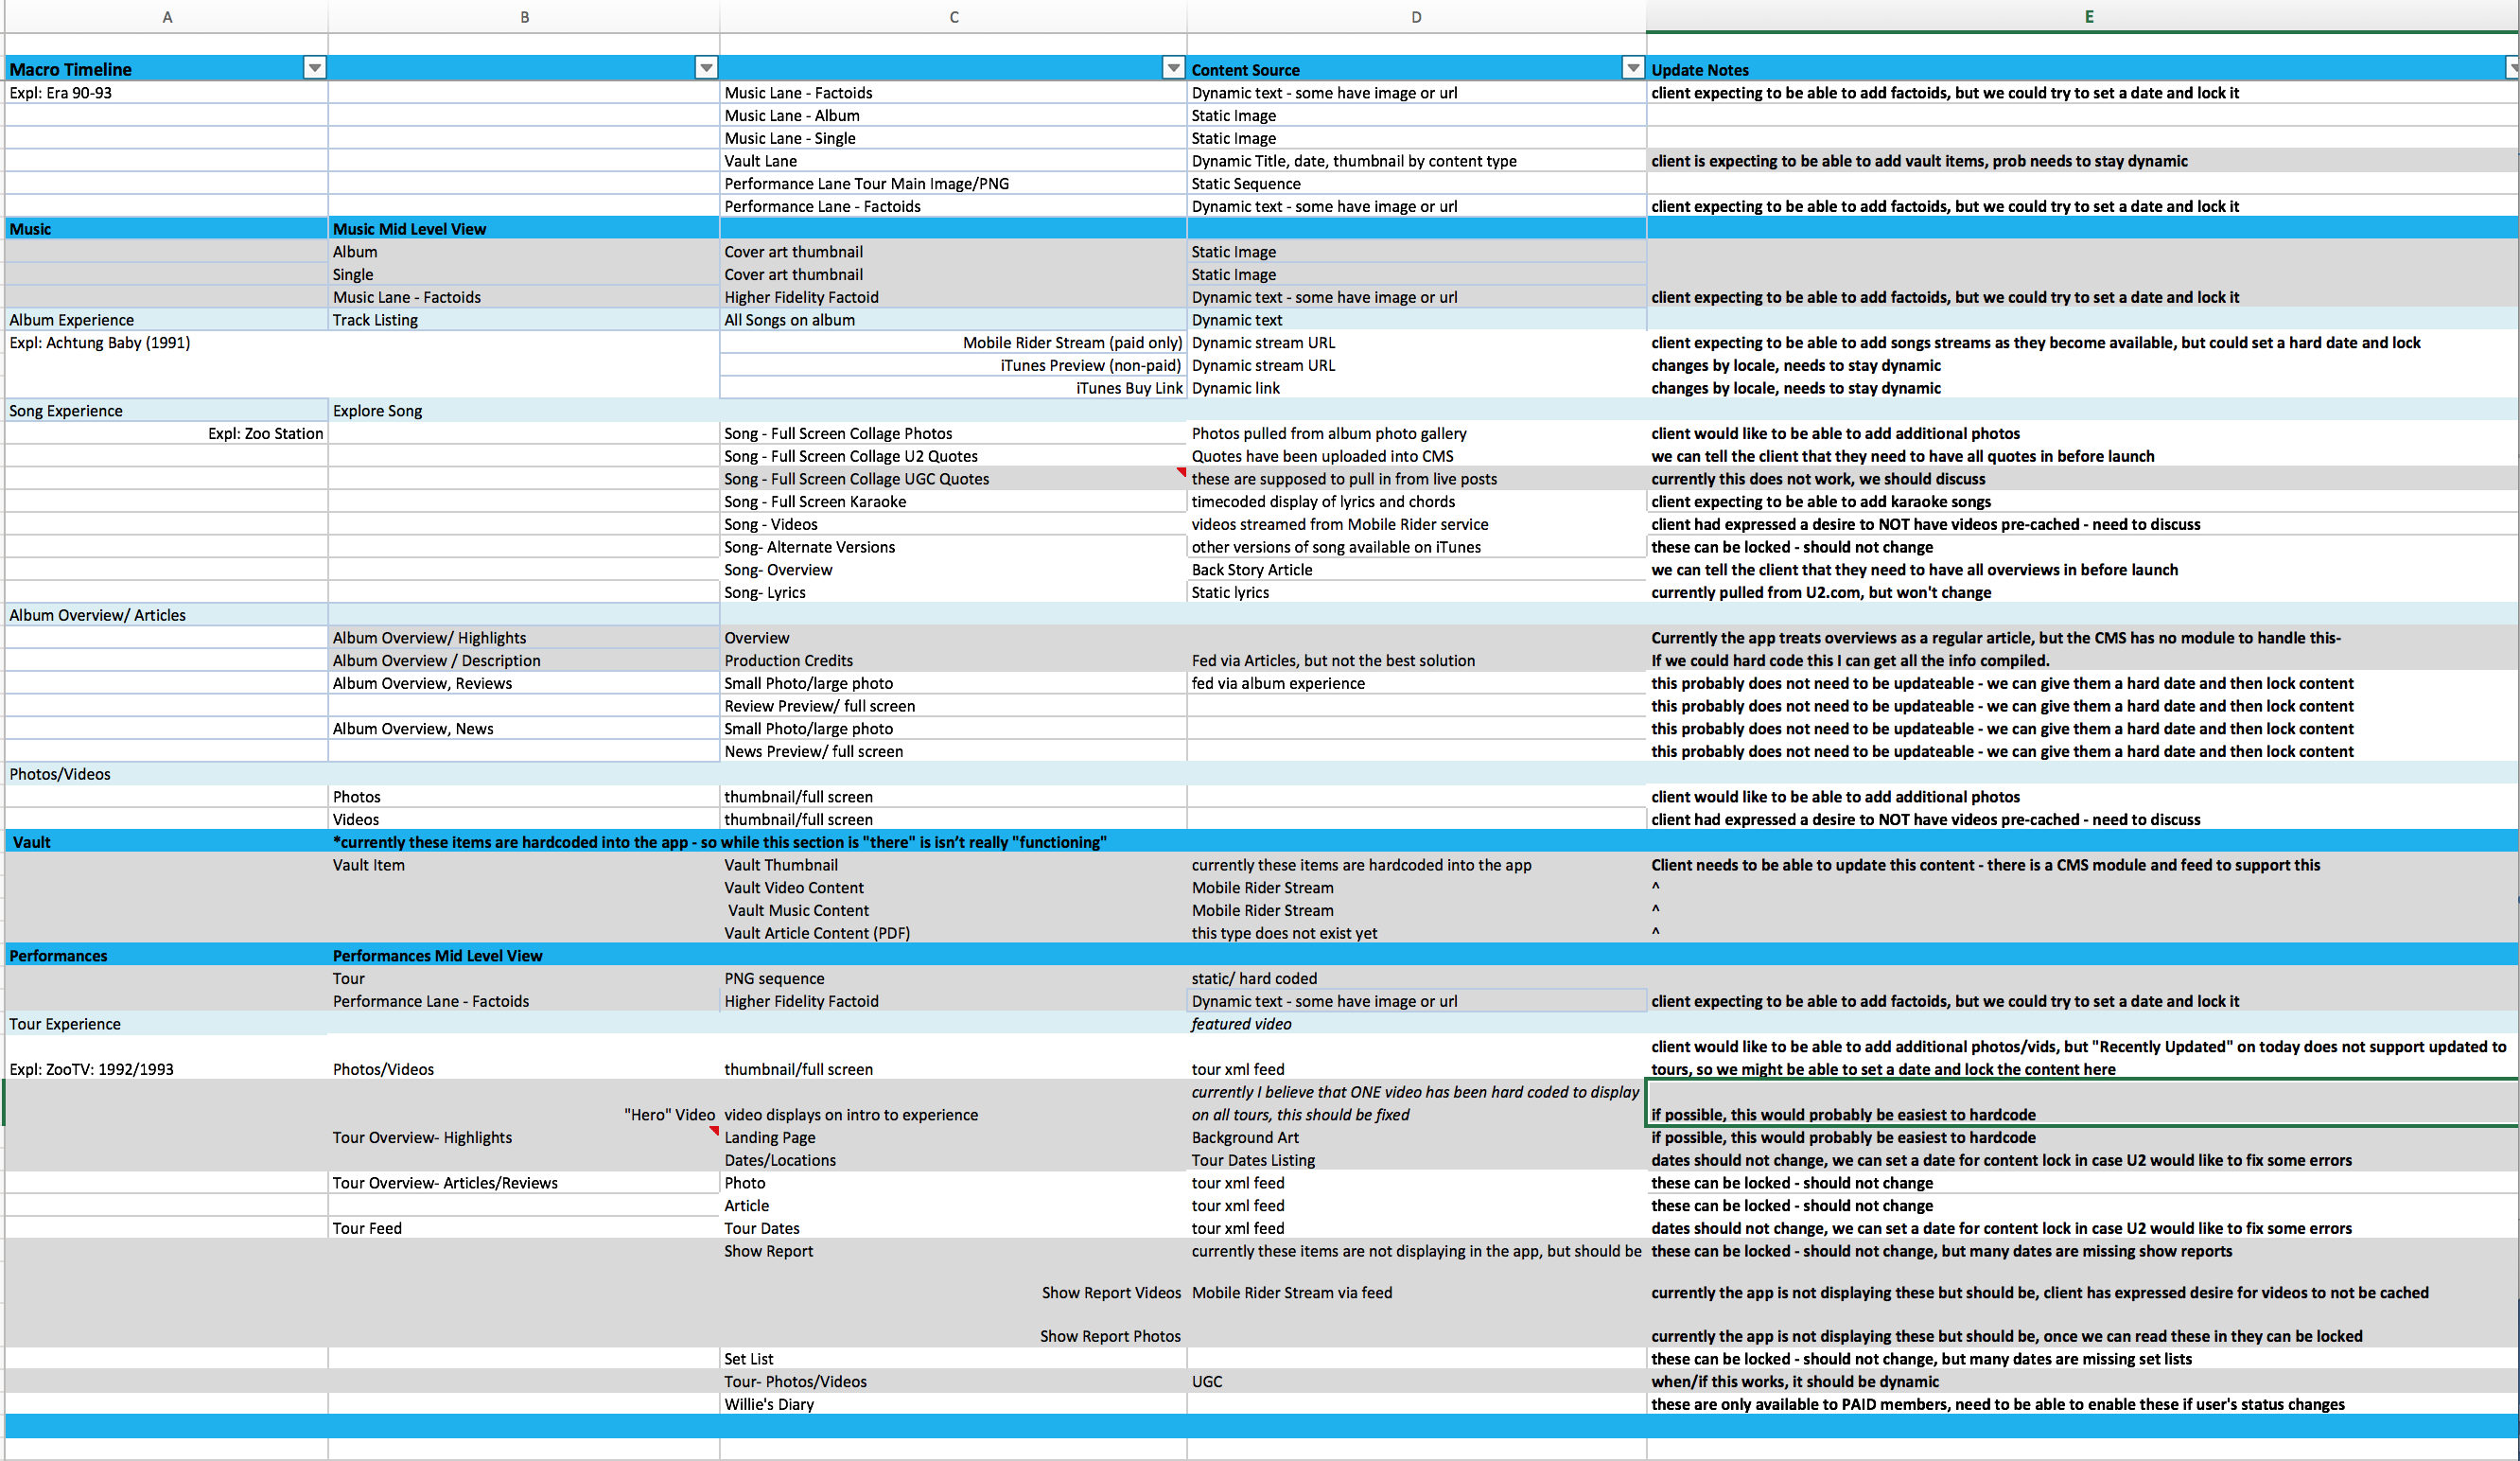 A B C D E
Macro Timeline Content Source Update Notes
Expl: Era 90-93 Music Lane - Factoids Dynamic text - some have image or url client expecting to be able to add factoids, but we could try to set a date and lock it
Music Lane - Album Static Image
Music Lane - Single Static Image
Vault Lane Dynamic Title, date, thumbnail by content type client is expecting to be able to add vault items, prob needs to stay dynamic
Performance Lane Tour Main Image/PNG Static Sequence
Performance Lane - Factoids Dynamic text - some have image or url client expecting to be able to add factoids, but we could try to set a date and lock it
Music Music Mid Level View
Album Cover art thumbnail Static Image
Single Cover art thumbnail Static Image
Music Lane - Factoids Higher Fidelity Factoid Dynamic text - some have image or url client expecting to be able to add factoids, but we could try to set a date and lock it
Album Experience Track Listing All Songs on album Dynamic text
Expl: Achtung Baby (1991) Mobile Rider Stream (paid only) Dynamic stream URL client expecting to be able to add songs streams as they become available, but could set a hard date and lock
iTunes Preview (non-paid) Dynamic stream URL changes by locale, needs to stay dynamic
iTunes Buy Link Dynamic link changes by locale, needs to stay dynamic
Song Experience Explore Song
Expl: Zoo Station Song - Full Screen Collage Photos Photos pulled from album photo gallery client would like to be able to add additional photos
Song - Full Screen Collage U2 Quotes Quotes have been uploaded into CMS we can tell the client that they need to have all quotes in before launch
Song - Full Screen Collage UGC Quotes these are supposed to pull in from live posts currently this does not work, we should discuss
Song - Full Screen Karaoke timecoded display of lyrics and chords client expecting to be able to add karaoke songs
Song - Videos videos streamed from Mobile Rider service client had expressed a desire to NOT have videos pre-cached - need to discuss
Song- Alternate Versions other versions of song available on iTunes these can be locked - should not change
Song- Overview Back Story Article we can tell the client that they need to have all overviews in before launch
Song- Lyrics Static lyrics currently pulled from U2.com, but won't change
Album Overview/ Articles
Album Overview/ Highlights Overview Currently the app treats overviews as a regular article, but the CMS has no module to handle this-
Album Overview / Description Production Credits Fed via Articles, but not the best solution If we could hard code this I can get all the info compiled.
Album Overview, Reviews Small Photo/large photo fed via album experience this probably does not need to be updateable - we can give them a hard date and then lock content
Review Preview/ full screen this probably does not need to be updateable - we can give them a hard date and then lock content
Album Overview, News Small Photo/large photo this probably does not need to be updateable - we can give them a hard date and then lock content
News Preview/ full screen this probably does not need to be updateable - we can give them a hard date and then lock content
Photos/Videos
Photos thumbnail/full screen client would like to be able to add additional photos
Videos thumbnail/full screen client had expressed a desire to NOT have videos pre-cached - need to discuss
Vault *currently these items are hardcoded into the app - so while this section is "there" is isn’t really "functioning"
Vault Item Vault Thumbnail currently these items are hardcoded into the app Client needs to be able to update this content - there is a CMS module and feed to support this
Vault Video Content Mobile Rider Stream ^
Vault Music Content Mobile Rider Stream ^
Vault Article Content (PDF) this type does not exist yet ^
Performances Performances Mid Level View
Tour PNG sequence static/ hard coded
Performance Lane - Factoids Higher Fidelity Factoid Dynamic text - some have image or url client expecting to be able to add factoids, but we could try to set a date and lock it
Tour Experience featured video
client would like to be able to add additional photos/vids, but "Recently Updated" on today does not support updated to
Expl: ZooTV: 1992/1993 Photos/Videos thumbnail/full screen tour xml feed tours, so we might be able to set a date and lock the content here
currently I believe that ONE video has been hard coded to display
"Hero" Video video displays on intro to experience on all tours, this should be fixed if possible, this would probably be easiest to hardcode
Tour Overview- Highlights Landing Page Background Art if possible, this would probably be easiest to hardcode
Dates/Locations Tour Dates Listing dates should not change, we can set a date for content lock in case U2 would like to fix some errors
Tour Overview- Articles/Reviews Photo tour xml feed these can be locked - should not change
Article tour xml feed these can be locked - should not change
Tour Feed Tour Dates tour xml feed dates should not change, we can set a date for content lock in case U2 would like to fix some errors
Show Report currently these items are not displaying in the app, but should be these can be locked - should not change, but many dates are missing show reports
Show Report Videos Mobile Rider Stream via feed currently the app is not displaying these but should be, client has expressed desire for videos to not be cached
Show Report Photos currently the app is not displaying these but should be, once we can read these in they can be locked
Set List these can be locked - should not change, but many dates are missing set lists
Tour- Photos/Videos UGC when/if this works, it should be dynamic
Willie's Diary these are only available to PAID members, need to be able to enable these if user's status changes